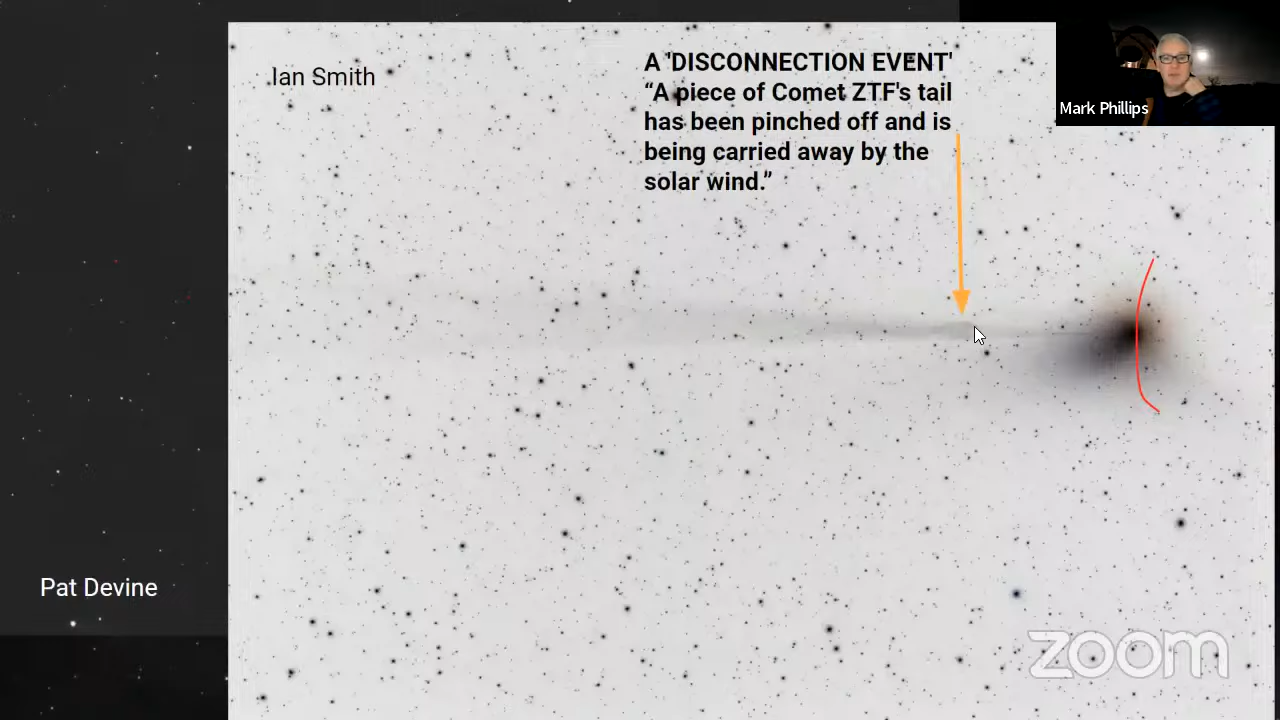 Ian Smith
A 'DISCONNECTION EVENT'
“A piece of Comet ZTF's tail
has been pinched off and is
being carried away by the
solar wind.”
Mark Phillips
Pat Devine
zoom